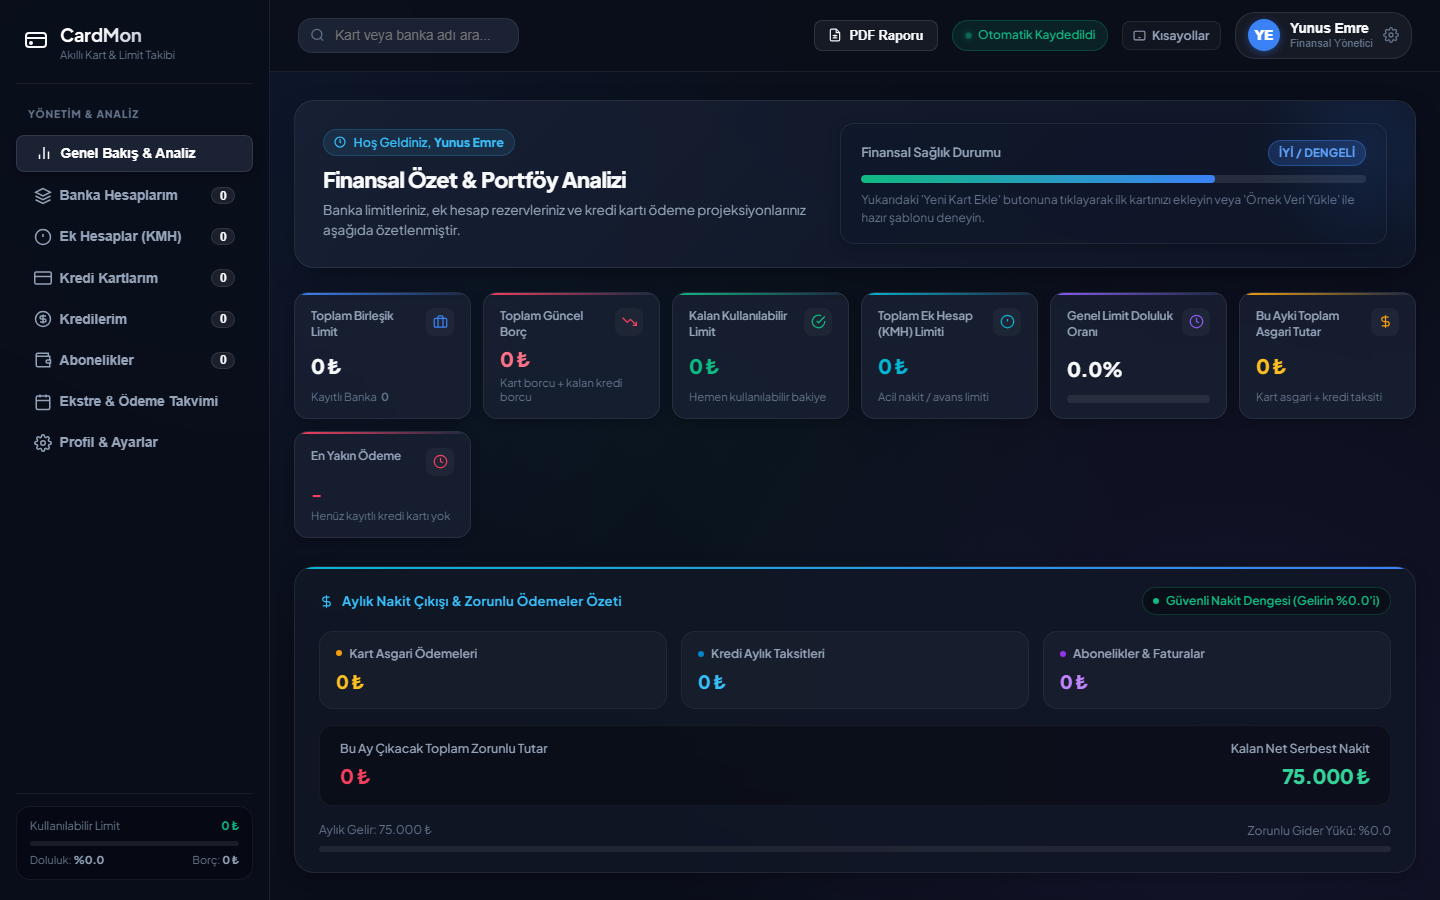 CardMon
Akıllı Kart & Limit Takibi
Kart veya banka adı ara...
PDF Raporu
Otomatik Kaydedildi
Kısayollar
YE
Yunus Emre
Finansal Yönetici
YÖNETİM & ANALİZ
Genel Bakış & Analiz
Banka Hesaplarım 0
Ek Hesaplar (KMH) 0
Kredi Kartlarım 0
Kredilerim 0
Abonelikler 0
Ekstre & Ödeme Takvimi
Profil & Ayarlar
Kullanılabilir Limit 0 ₺
Doluluk: %0.0 Borç: 0 ₺
Hoş Geldiniz, Yunus Emre
Finansal Özet & Portföy Analizi
Banka limitleriniz, ek hesap rezervleriniz ve kredi kartı ödeme projeksiyonlarınız
aşağıda özetlenmiştir.
Finansal Sağlık Durumu
İYİ / DENGELİ
Yukarıdaki 'Yeni Kart Ekle' butonuna tıklayarak ilk kartınızı ekleyin veya 'Örnek Veri Yükle' ile
hazır şablonu deneyin.
Toplam Birleşik
Limit
0 ₺
Kayıtlı Banka 0
Toplam Güncel
Borç
0 ₺
Kart borcu + kalan kredi
borcu
Kalan Kullanılabilir
Limit
0 ₺
Hemen kullanılabilir bakiye
Toplam Ek Hesap
(KMH) Limiti
0 ₺
Acil nakit / avans limiti
Genel Limit Doluluk
Oranı
0.0%
Bu Ayki Toplam
Asgari Tutar
0 ₺
Kart asgari + kredi taksiti
En Yakın Ödeme
-
Henüz kayıtlı kredi kartı yok
Aylık Nakit Çıkışı & Zorunlu Ödemeler Özeti
Güvenli Nakit Dengesi (Gelirin %0.0'i)
Kart Asgari Ödemeleri
0 ₺
Kredi Aylık Taksitleri
0 ₺
Abonelikler & Faturalar
0 ₺
Bu Ay Çıkacak Toplam Zorunlu Tutar
0 ₺
Kalan Net Serbest Nakit
75.000 ₺
Aylık Gelir: 75.000 ₺
Zorunlu Gider Yükü: %0.0